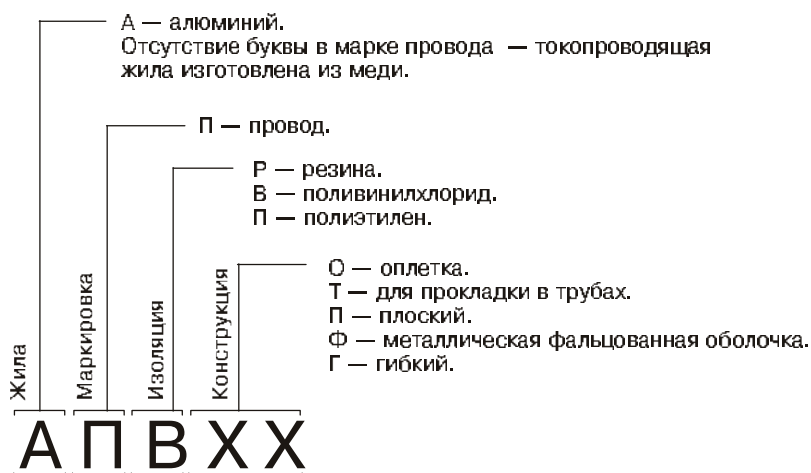 А — алюминий.
Отсутствие буквы в марке провода — токопроводящая
жила изготовлена из меди.
П — провод.
Р — резина.
В — поливинилхлорид.
П — полиэтилен.
О — оплетка.
Т — для прокладки в трубах.
П — плоский.
Ф — металлическая фальцованная оболочка.
Г — гибкий.
Жила
Маркировка
Изоляция
Конструкция
А П В Х Х